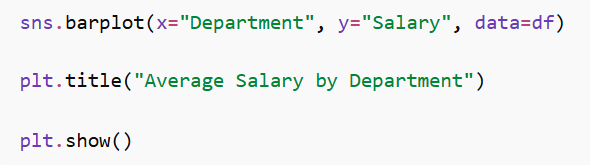 sns.barplot(x="Department", y="Salary", data=df)
plt.title("Average Salary by Department")
plt.show()